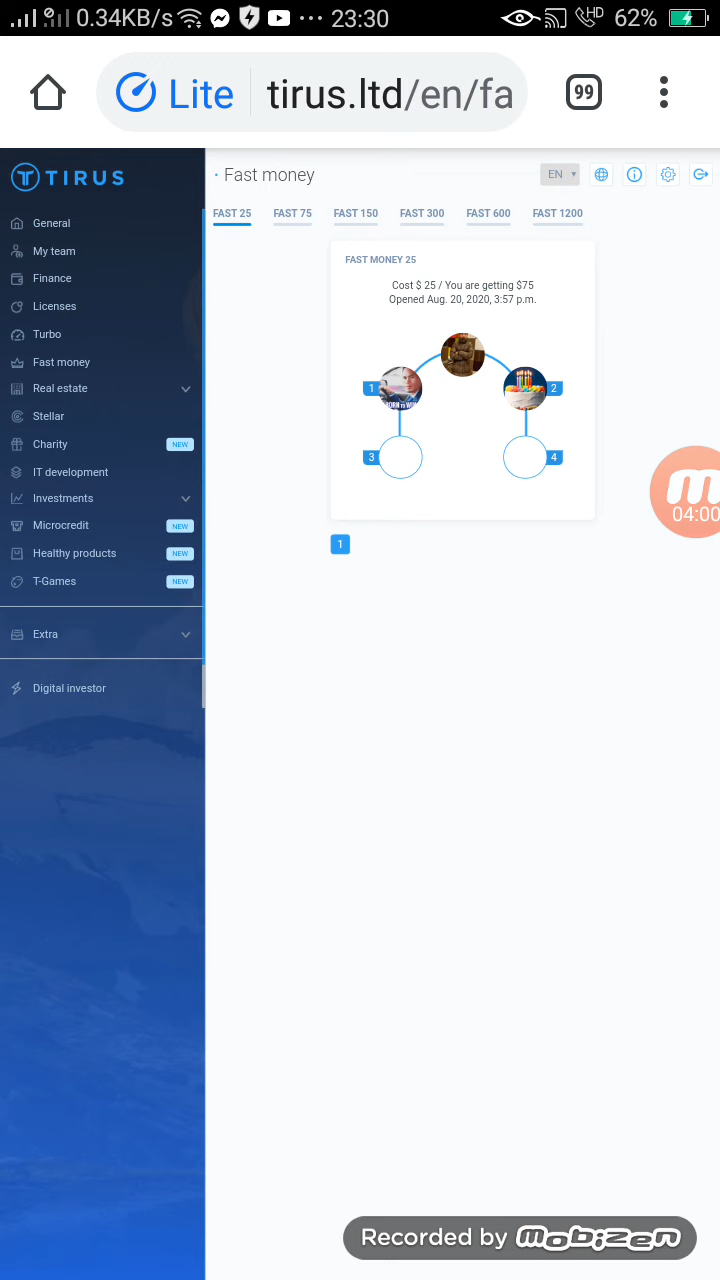 0.34KB/s
23:30
HD
62%
Lite
tirus.ltd/en/fa
99
TIRUS
General
My team
Finance
Licenses
Turbo
Fast money
Real estate
Stellar
Charity NEW
IT development
Investments
Microcredit NEW
Healthy products NEW
T-Games NEW
Extra
Digital investor
· Fast money
EN
FAST 25 FAST 75 FAST 150 FAST 300 FAST 600 FAST 1200
FAST MONEY 25
Cost $ 25 / You are getting $75
Opened Aug. 20, 2020, 3:57 p.m.
1
BORN to WIN
2
3
4
1
04:00
Recorded by mobizen